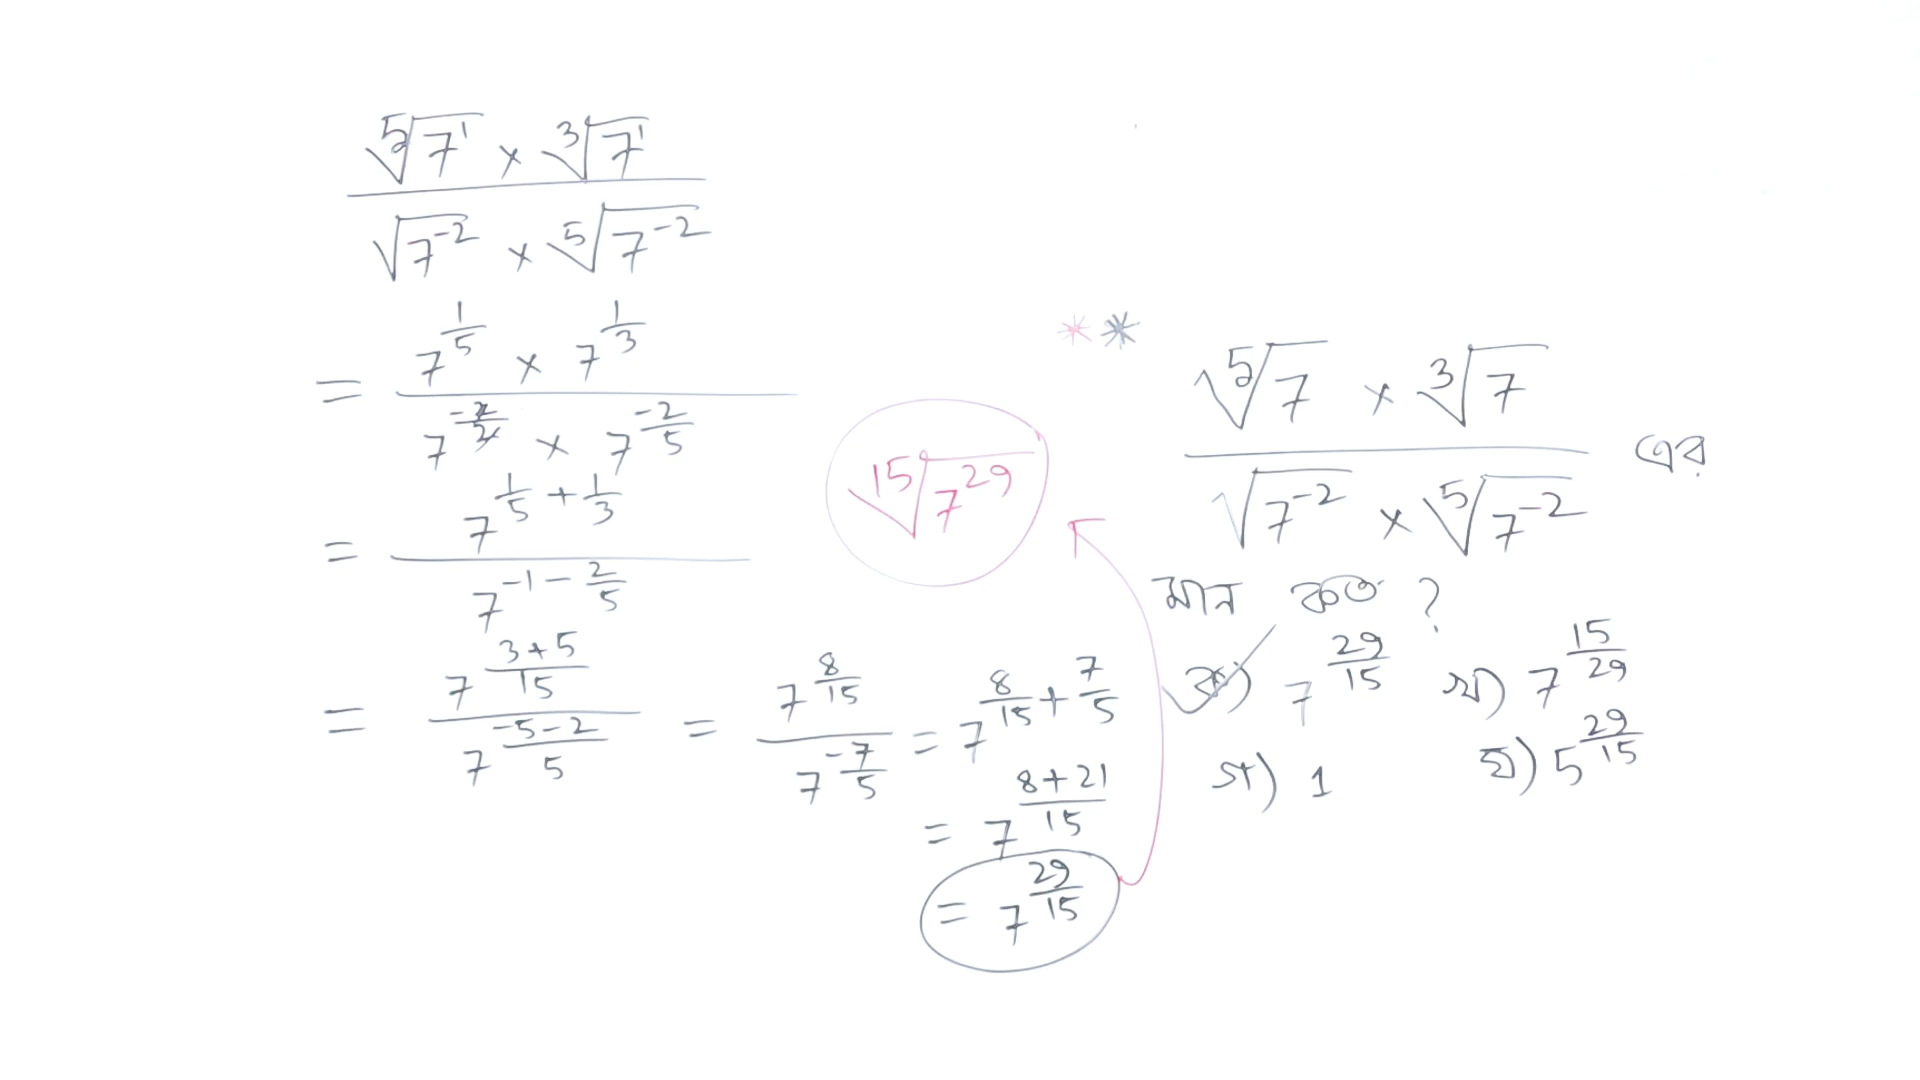 ⁵√7¹ × ³√7¹
√7⁻² × ⁵√7⁻²
= 7^(1/5) × 7^(1/3)
7^(-2/2) × 7^(-2/5)
= 7^(1/5 + 1/3)
7^(-1 - 2/5)
= 7^((3+5)/15) / 7^((-5-2)/5) = 7^(8/15) / 7^(-7/5) = 7^(8/15 + 7/5)
= 7^((8+21)/15)
= 7^(29/15)
¹⁵√7²⁹
**
⁵√7 × ³√7
√7⁻² × ⁵√7⁻² এর
মান কত ?
ক) 7^(29/15) খ) 7^(15/29)
গ) 1 ঘ) 5^(29/15)